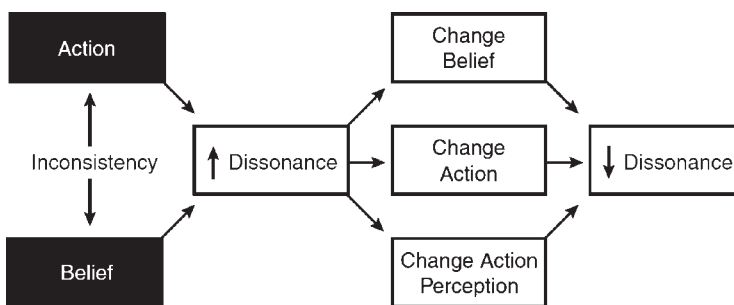 Action
Inconsistency
Belief
↑ Dissonance
Change
Belief
Change
Action
Change Action
Perception
↓ Dissonance